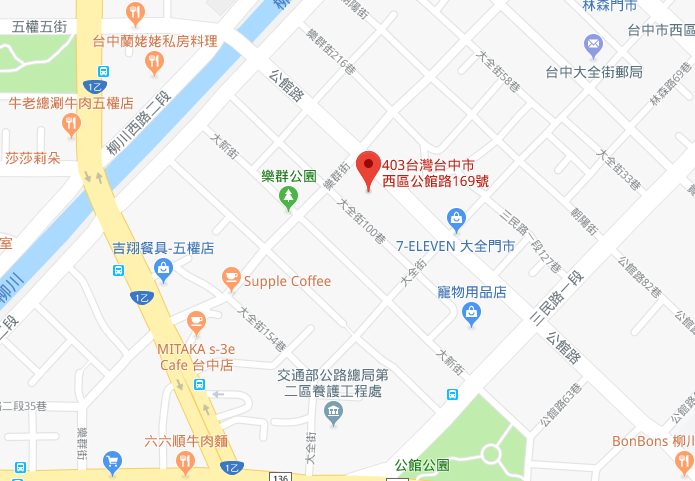 林森門市
五權五街
台中市西區
台中蘭姥姥私房料理
樂群街216巷
大全街58巷
台中大全街郵局
林森路69巷
公館路
1乙
牛老總涮牛肉五權店
柳川西路二段
莎莎莉朵
大新街
樂群公園
樂群街
403台灣台中市
西區公館路169號
大全街33巷
朝陽街
大全街100巷
三民路一段127巷
7-ELEVEN 大全門市
室
吉翔餐具-五權店
公館路82巷
柳川
Supple Coffee
大全街
寵物用品店
三民路一段
1乙
大全街154巷
二段
MITAKA s-3e
Cafe 台中店
大新街
公館路
交通部公路總局第
二區養護工程處
公館路63巷
路二段35巷
樂群街
大全街
六六順牛肉麵
BonBons 柳川
公館公園
1乙
136